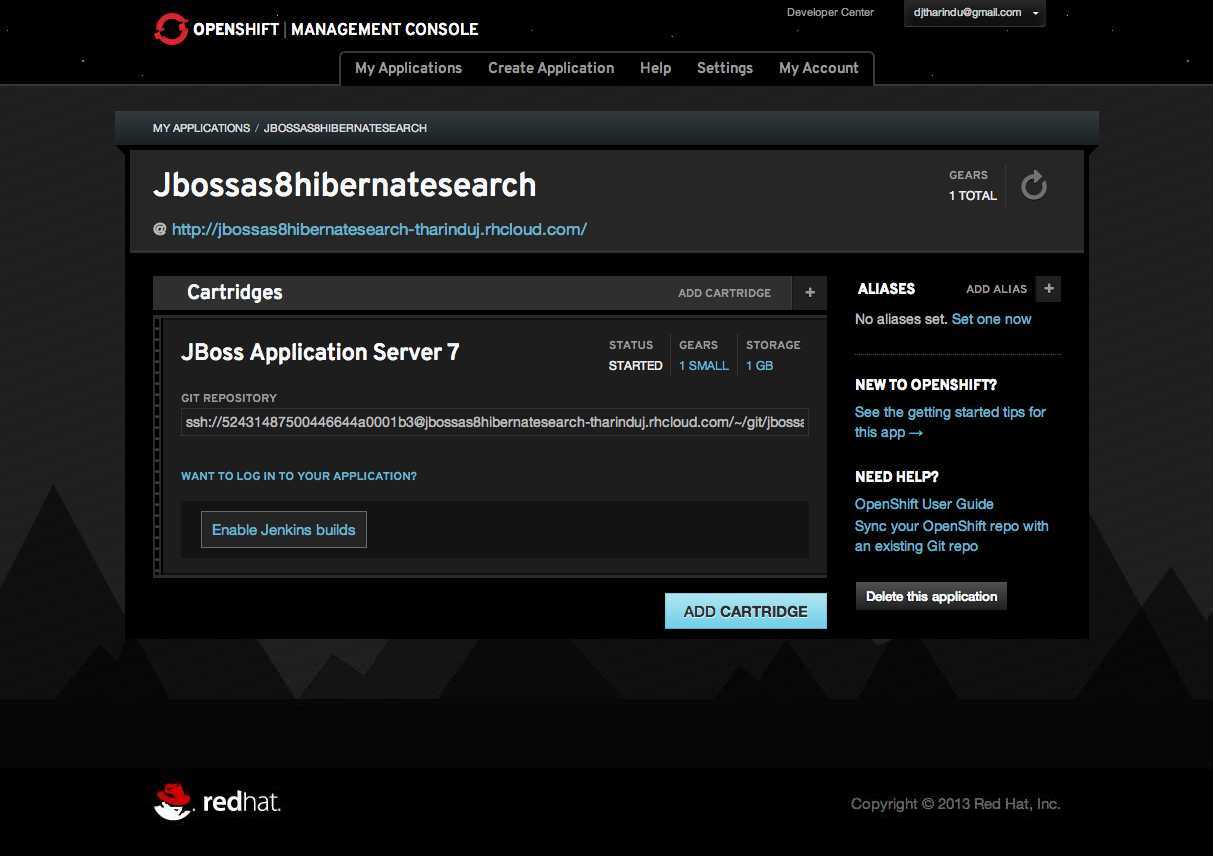 OPENSHIFT | MANAGEMENT CONSOLE
Developer Center
djtharindu@gmail.com
My Applications Create Application Help Settings My Account
MY APPLICATIONS / JBOSSAS8HIBERNATESEARCH
Jbossas8hibernatesearch
GEARS
1 TOTAL
@ http://jbossas8hibernatesearch-tharinduj.rhcloud.com/
Cartridges
ADD CARTRIDGE +
JBoss Application Server 7
STATUS
STARTED
GEARS
1 SMALL
STORAGE
1 GB
GIT REPOSITORY
ssh://52431487500446644a0001b3@jbossas8hibernatesearch-tharinduj.rhcloud.com/~/git/jbossa
WANT TO LOG IN TO YOUR APPLICATION?
Enable Jenkins builds
ADD CARTRIDGE
ALIASES
ADD ALIAS +
No aliases set. Set one now
NEW TO OPENSHIFT?
See the getting started tips for
this app →
NEED HELP?
OpenShift User Guide
Sync your OpenShift repo with
an existing Git repo
Delete this application
redhat.
Copyright © 2013 Red Hat, Inc.